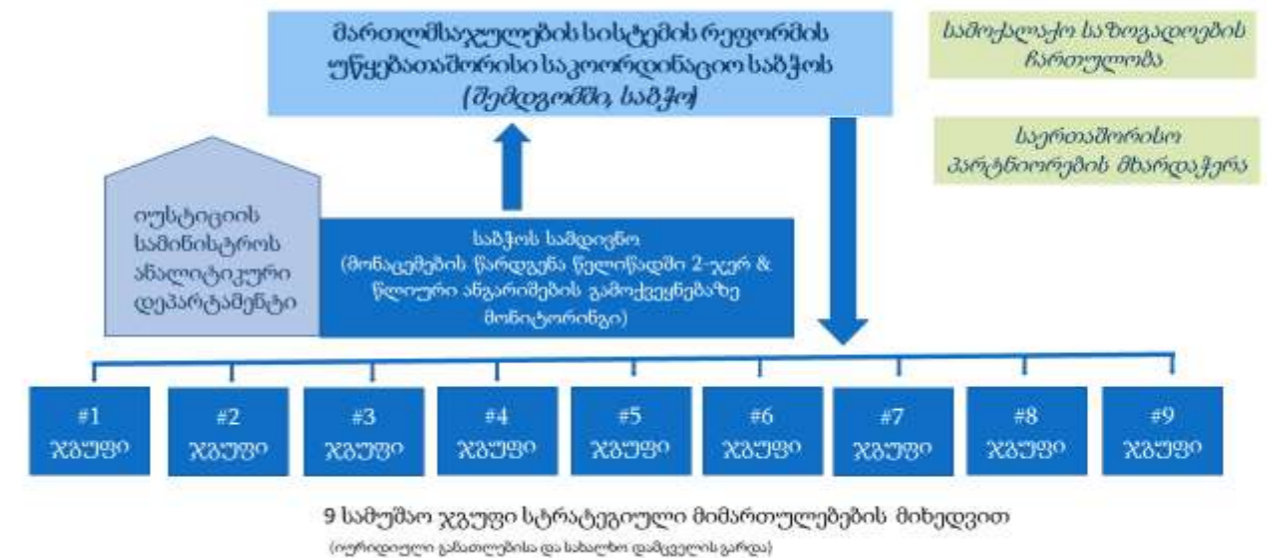 მართლმსაჯულების სისტემის რეფორმის
უწყებათაშორისი საკოორდინაციო საბჭოს
(შემდგომში, საბჭო)
სამოქალაქო საზოგადოების
ჩართულობა
საერთაშორისო
პარტნიორების მხარდაჭერა
იუსტიციის
სამინისტროს
ანალიტიკური
დეპარტამენტი
საბჭოს სამდივნო
(მონაცემების წარდგენა წელიწადში 2-ჯერ &
წლიური ანგარიშების გამოქვეყნებაზე
მონიტორინგი)
#1
ჯგუფი
#2
ჯგუფი
#3
ჯგუფი
#4
ჯგუფი
#5
ჯგუფი
#6
ჯგუფი
#7
ჯგუფი
#8
ჯგუფი
#9
ჯგუფი
9 სამუშაო ჯგუფი სტრატეგიული მიმართულებების მიხედვით
(იურიდიული განათლებისა და სახალხო დამცველის გარდა)